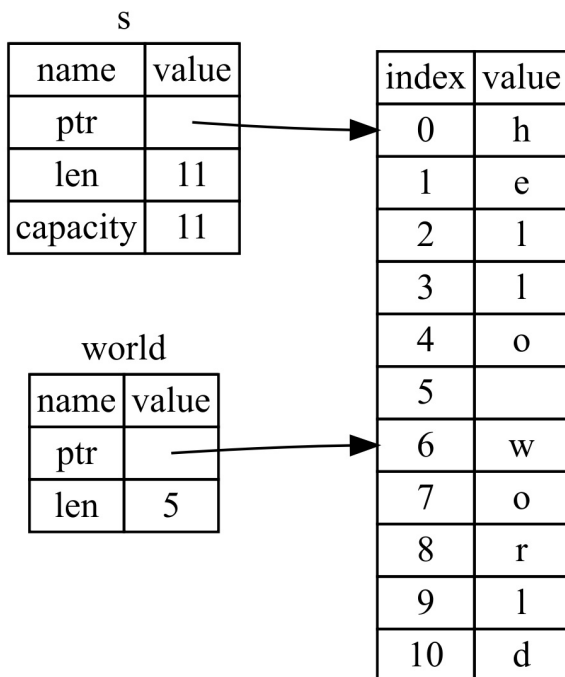 s
name value
ptr
len 11
capacity 11
world
name value
ptr
len 5
index value
0 h
1 e
2 l
3 l
4 o
5
6 w
7 o
8 r
9 l
10 d